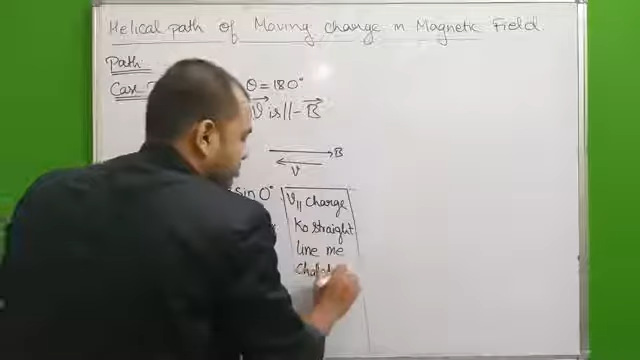 Helical path of Moving charge in Magnetic Field.
Path
Case
θ = 180°
V is || - B
B
V
sin 0°
V|| charge
Ko straight
line me